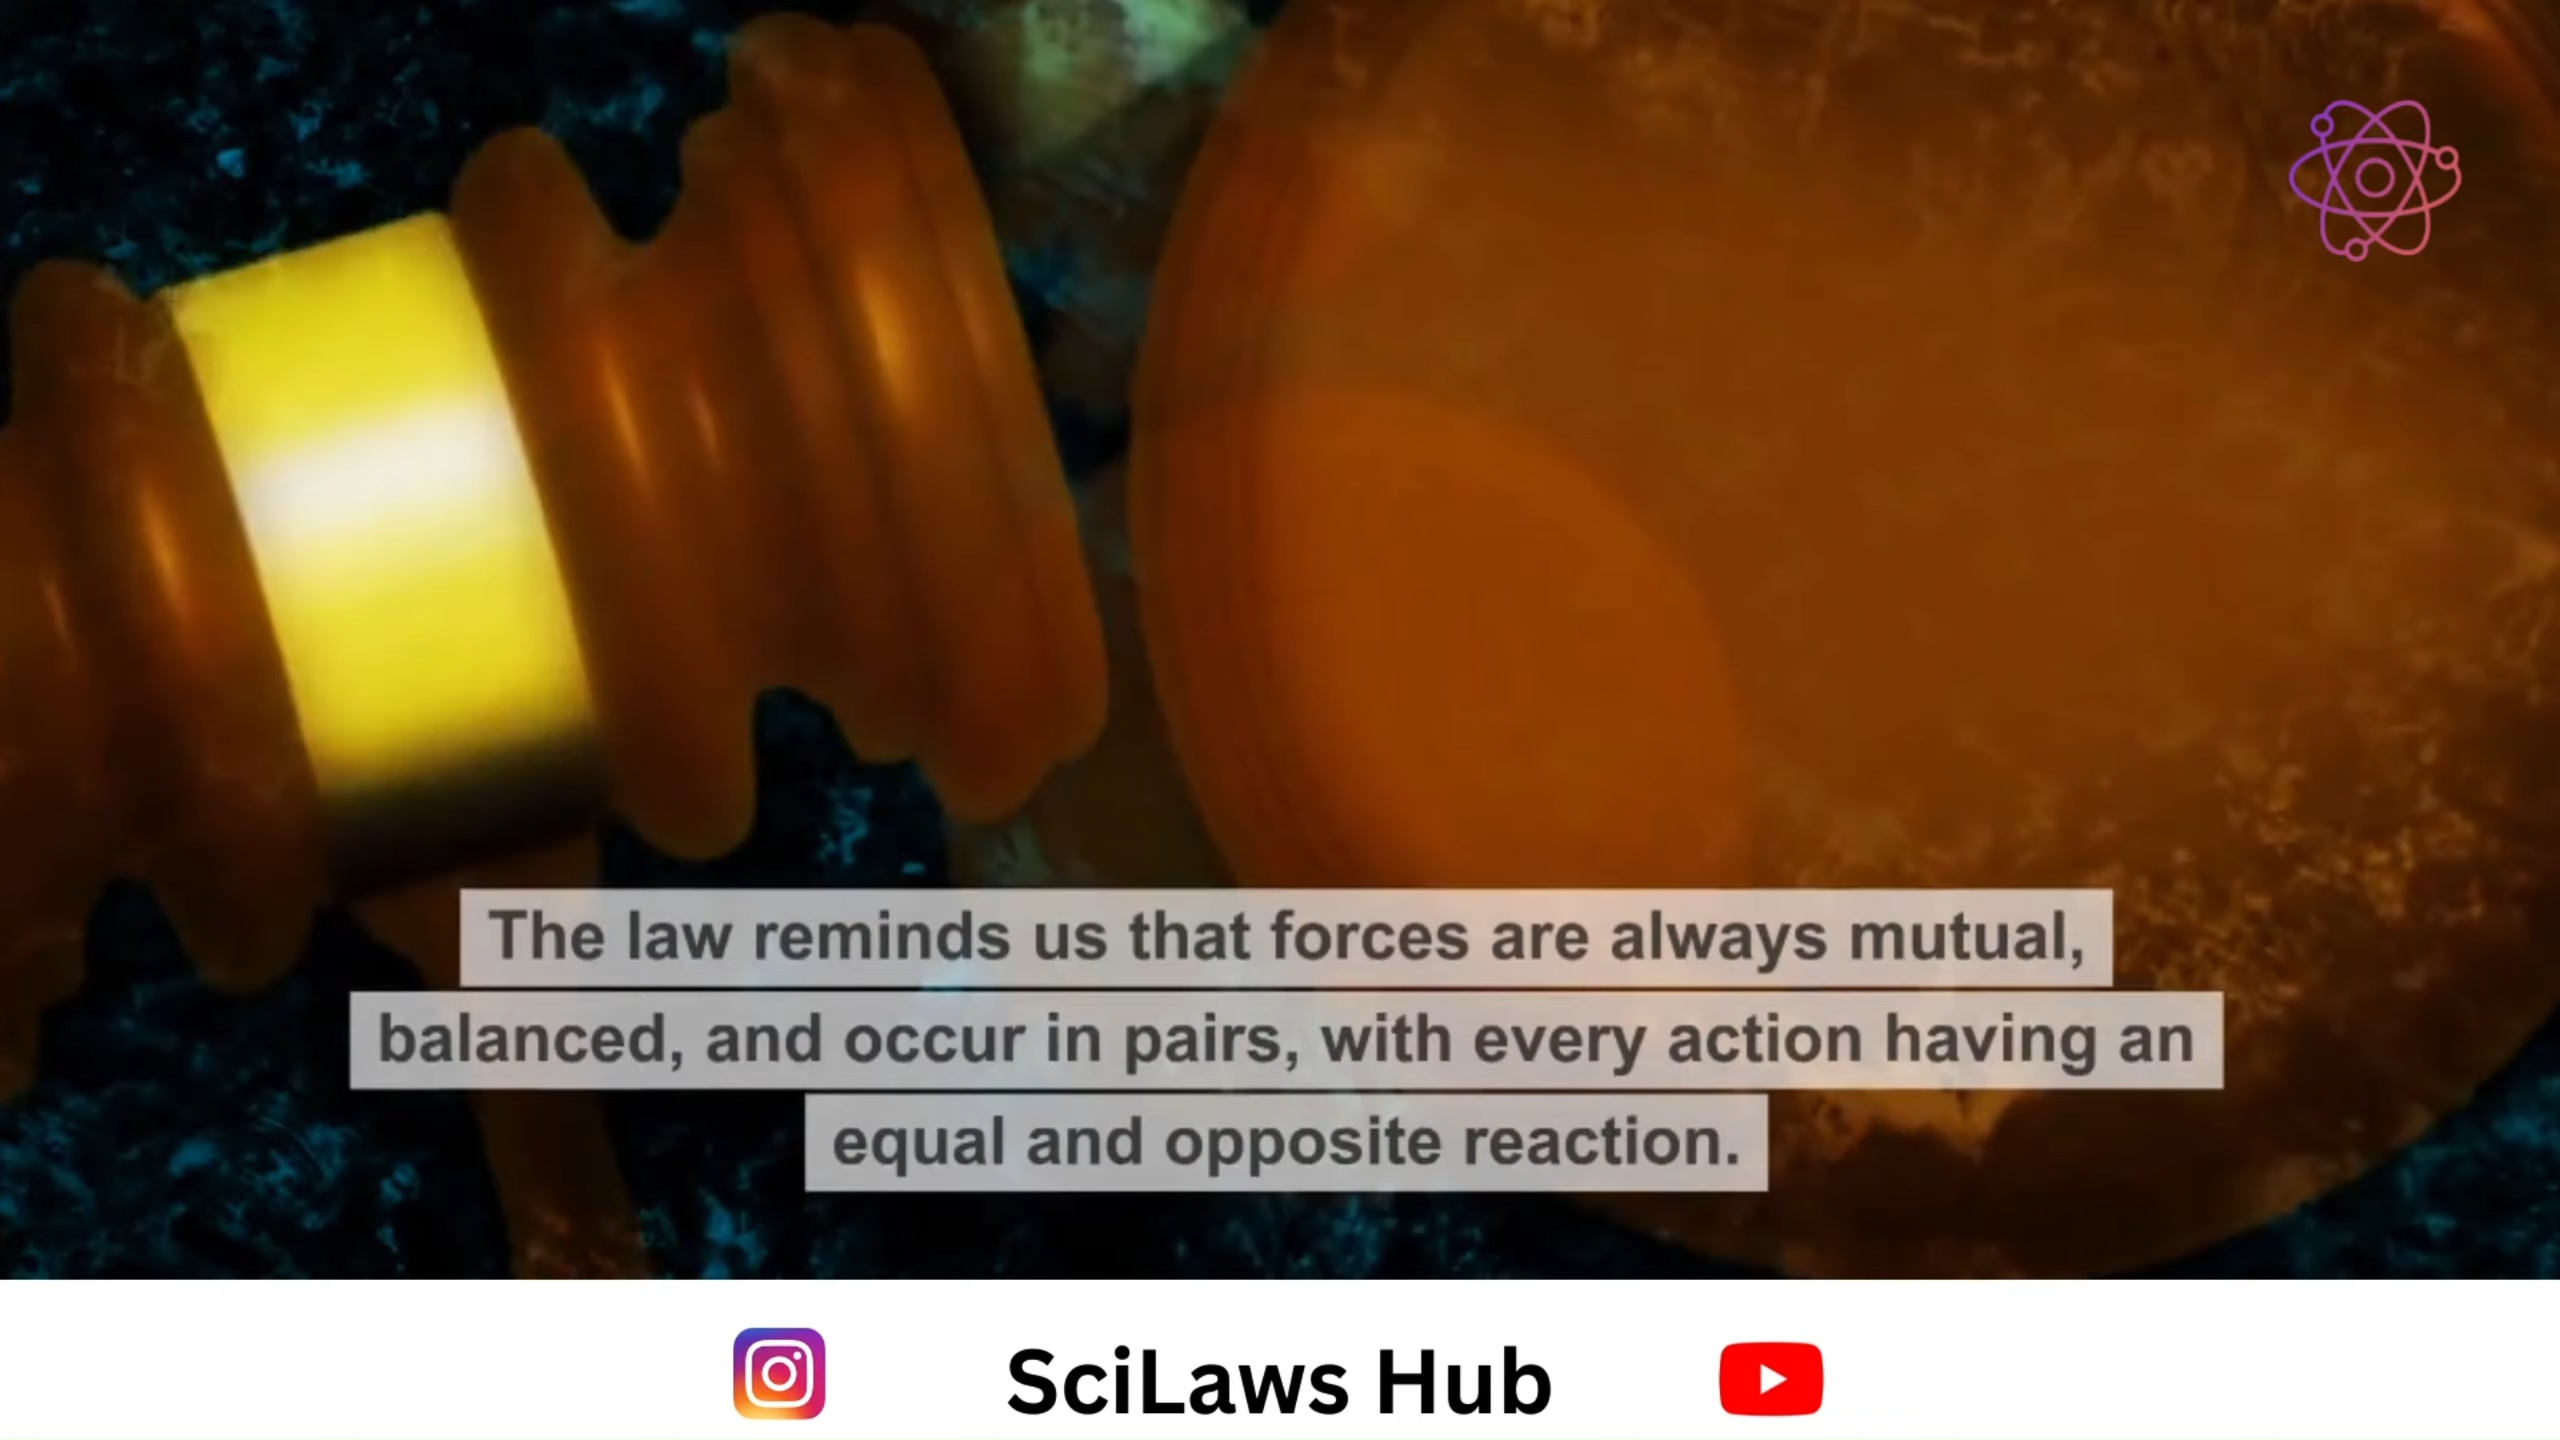 The law reminds us that forces are always mutual,
balanced, and occur in pairs, with every action having an
equal and opposite reaction.
SciLaws Hub